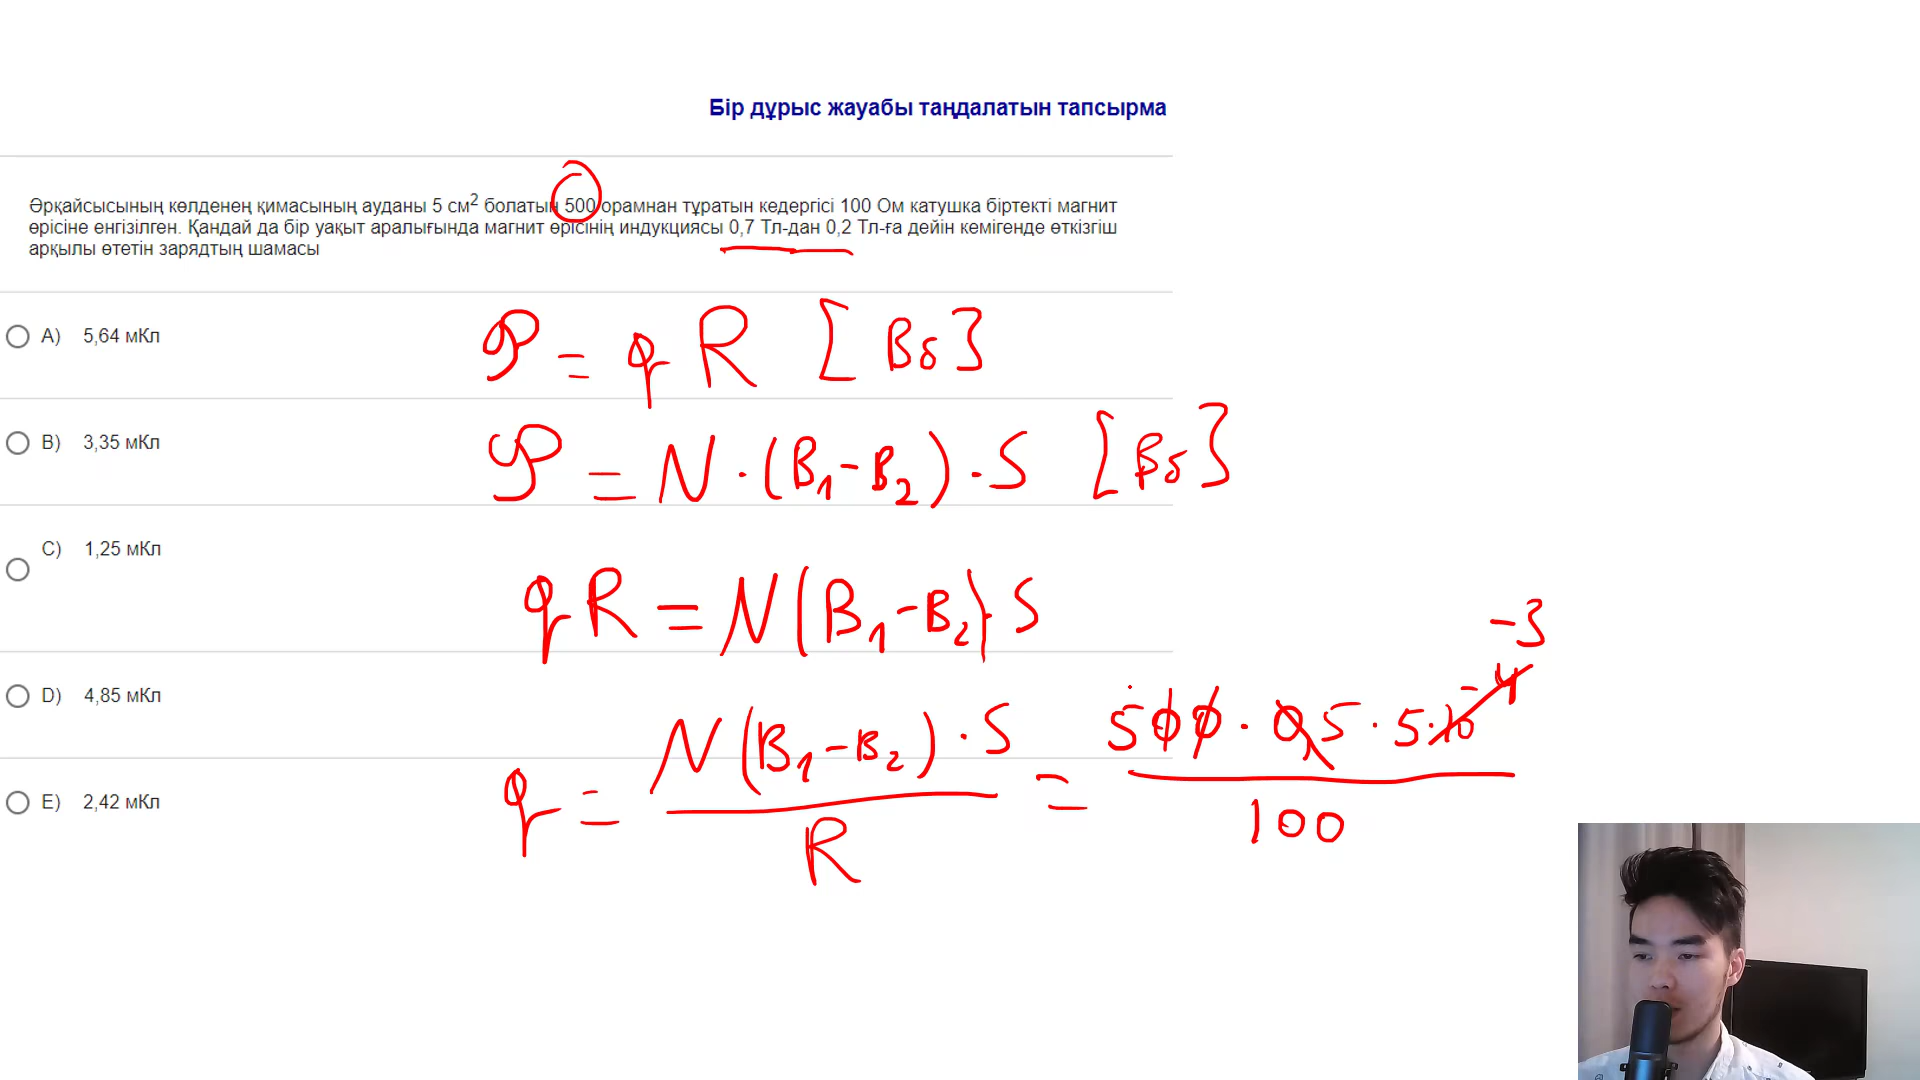 Бір дұрыс жауабы таңдалатын тапсырма
Әрқайсысының көлденең қимасының ауданы 5 см² болатын 500 орамнан тұратын кедергісі 100 Ом катушка біртекті магнит
өрісіне енгізілген. Қандай да бір уақыт аралығында магнит өрісінің индукциясы 0,7 Тл-дан 0,2 Тл-ға дейін кемігенде өткізгіш
арқылы өтетін зарядтың шамасы
A) 5,64 мКл
B) 3,35 мКл
C) 1,25 мКл
D) 4,85 мКл
E) 2,42 мКл
Ф = qR [Вб]
Ф = N·(B₁-B₂)·S [Вб]
qR = N(B₁-B₂)·S
q = N(B₁-B₂)·S / R = 500·0,5·5·10⁻⁴ / 100
-3